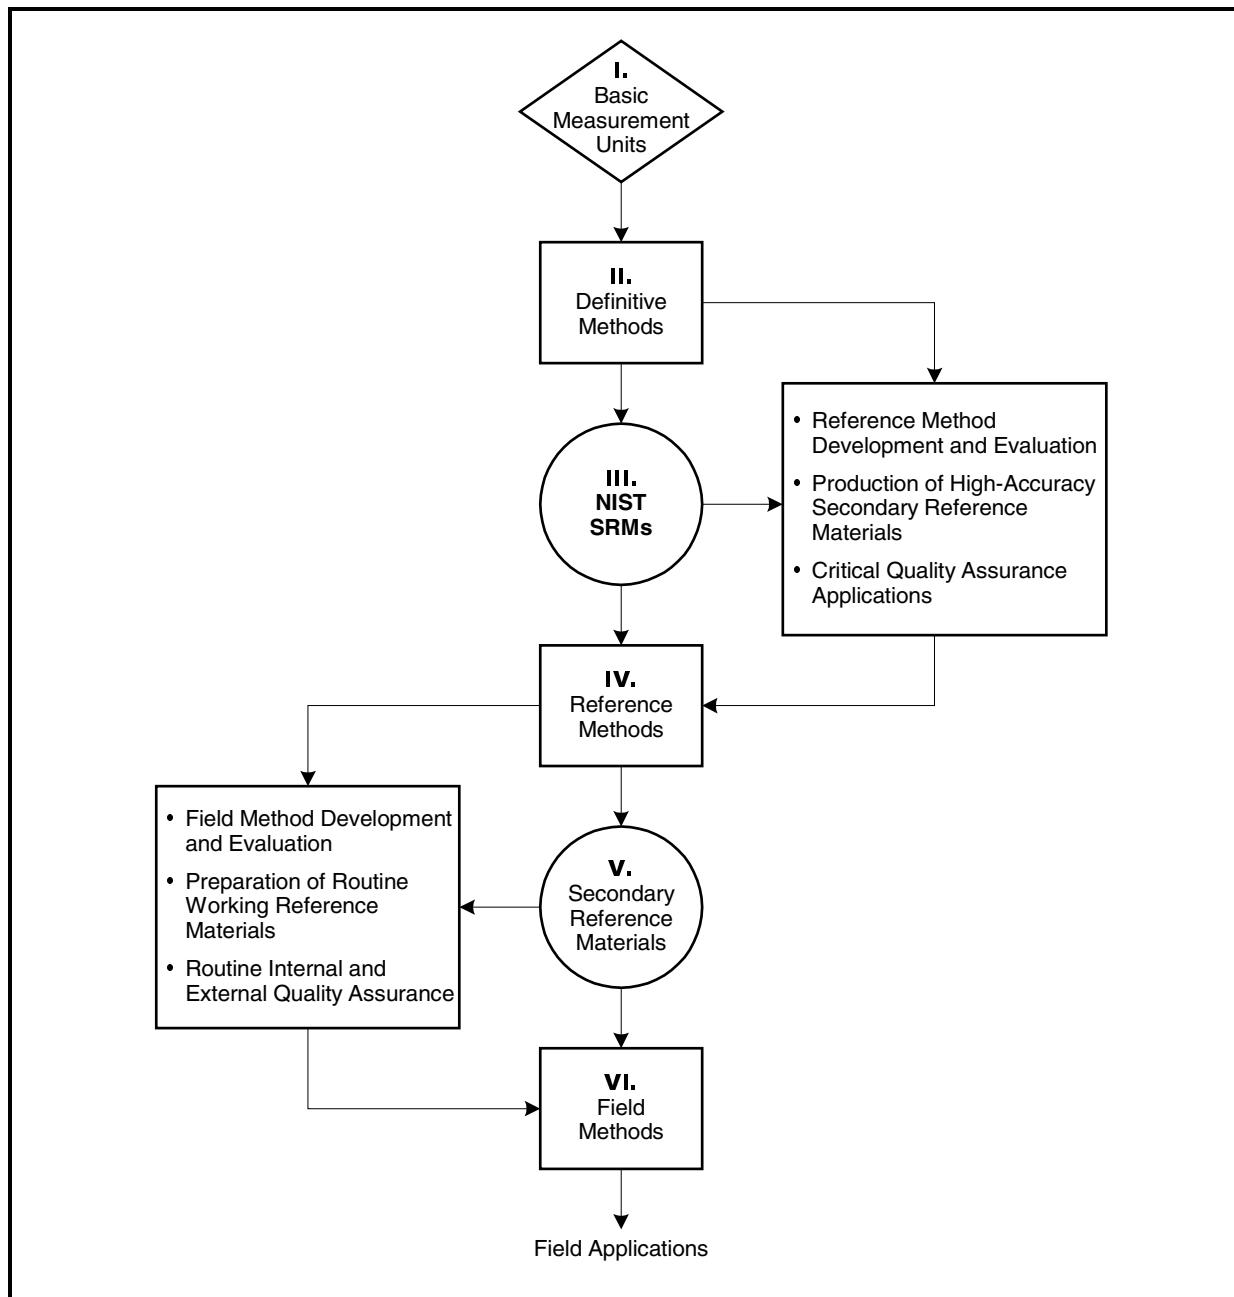 I.
Basic
Measurement
Units
II.
Definitive
Methods
III.
NIST
SRMs
• Reference Method
Development and Evaluation
• Production of High-Accuracy
Secondary Reference
Materials
• Critical Quality Assurance
Applications
IV.
Reference
Methods
• Field Method Development
and Evaluation
• Preparation of Routine
Working Reference
Materials
• Routine Internal and
External Quality Assurance
V.
Secondary
Reference
Materials
VI.
Field
Methods
Field Applications